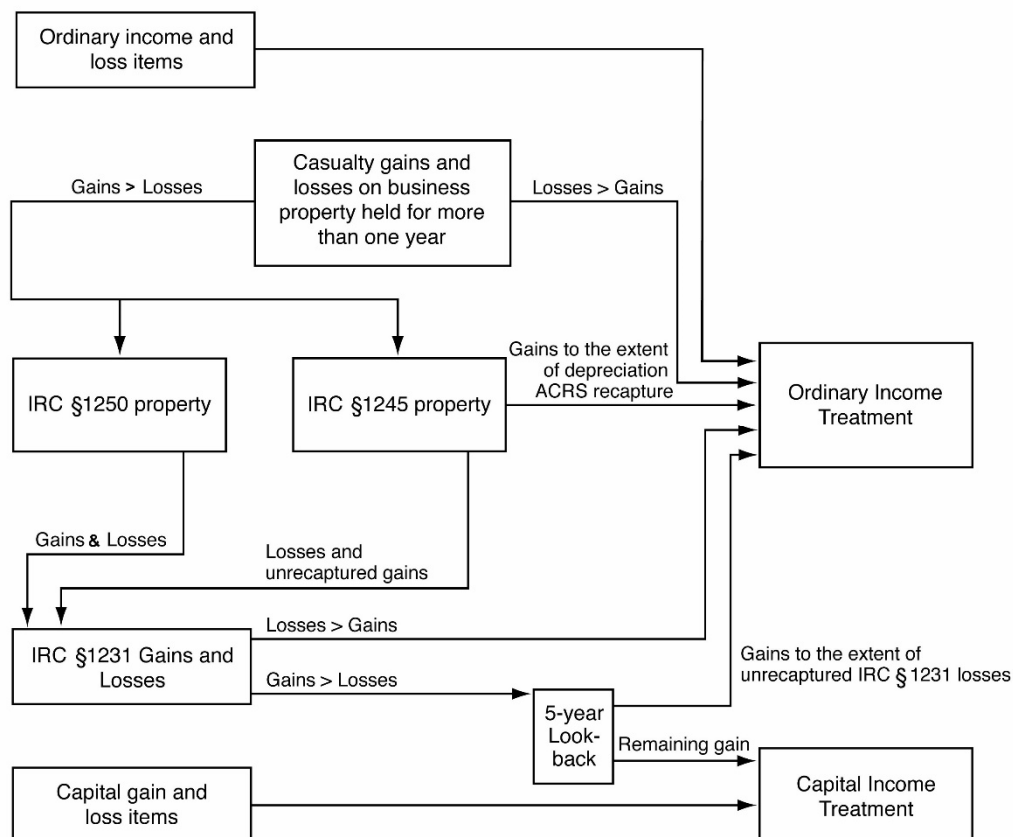 Ordinary income and
loss items
Gains > Losses
Casualty gains and
losses on business
property held for more
than one year
Losses > Gains
IRC §1250 property
IRC §1245 property
Gains to the extent
of depreciation
ACRS recapture
Ordinary Income
Treatment
Gains & Losses
Losses and
unrecaptured gains
IRC §1231 Gains and
Losses
Losses > Gains
Gains > Losses
5-year
Look-
back
Gains to the extent of
unrecaptured IRC § 1231 losses
Remaining gain
Capital gain and
loss items
Capital Income
Treatment